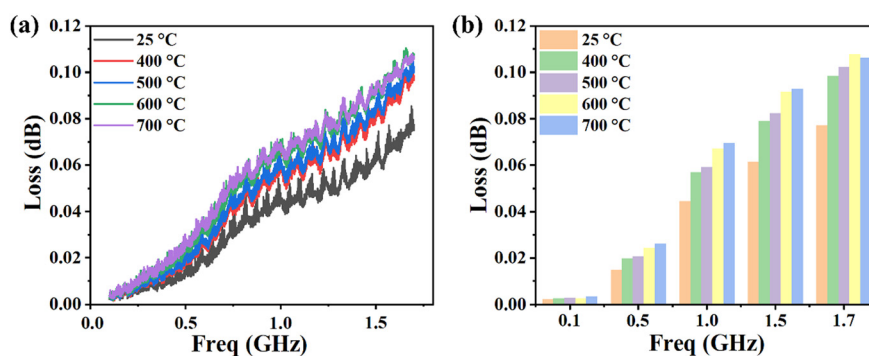 (a)
0.12
0.10
0.08
0.06
0.04
0.02
0.00
Loss (dB)
25 °C
400 °C
500 °C
600 °C
700 °C
0.0 0.5 1.0 1.5
Freq (GHz)
(b)
0.12
0.10
0.08
0.06
0.04
0.02
0.00
Loss (dB)
25 °C
400 °C
500 °C
600 °C
700 °C
0.1 0.5 1.0 1.5 1.7
Freq (GHz)